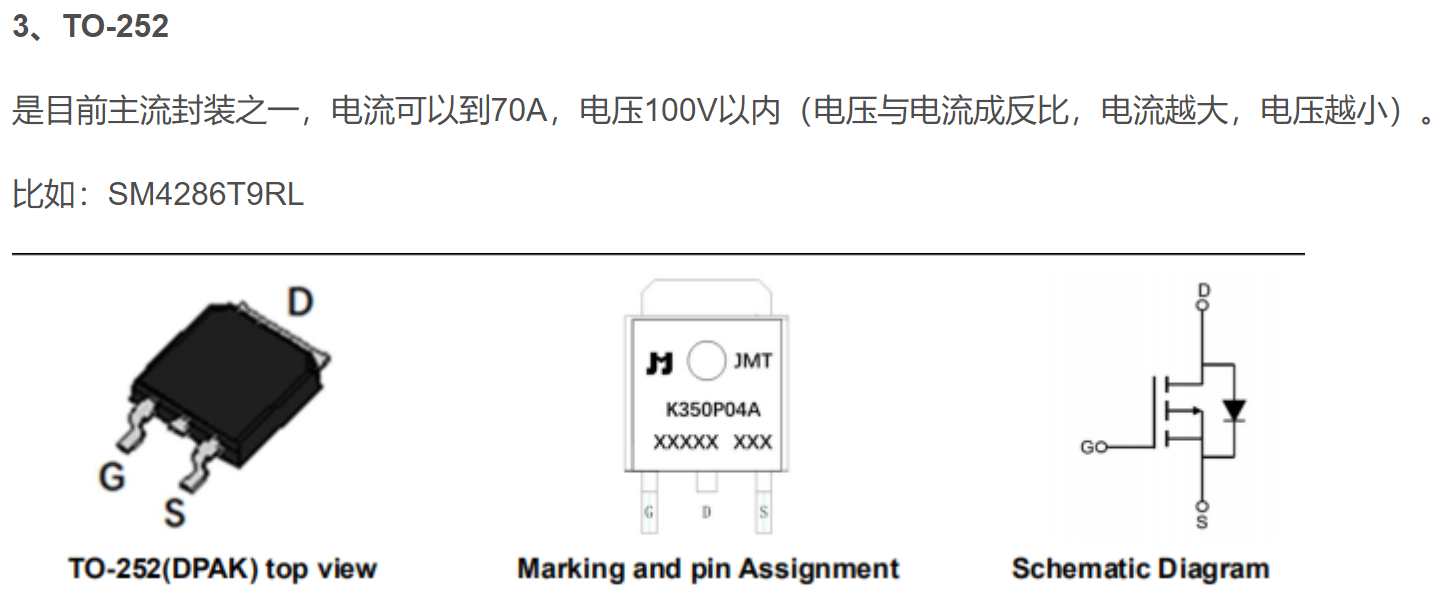 3、TO-252
是目前主流封装之一，电流可以到70A，电压100V以内（电压与电流成反比，电流越大，电压越小）。
比如：SM4286T9RL
D
G
S
TO-252(DPAK) top view
JMT
K350P04A
XXXXX XXX
G D S
Marking and pin Assignment
D
G
S
Schematic Diagram